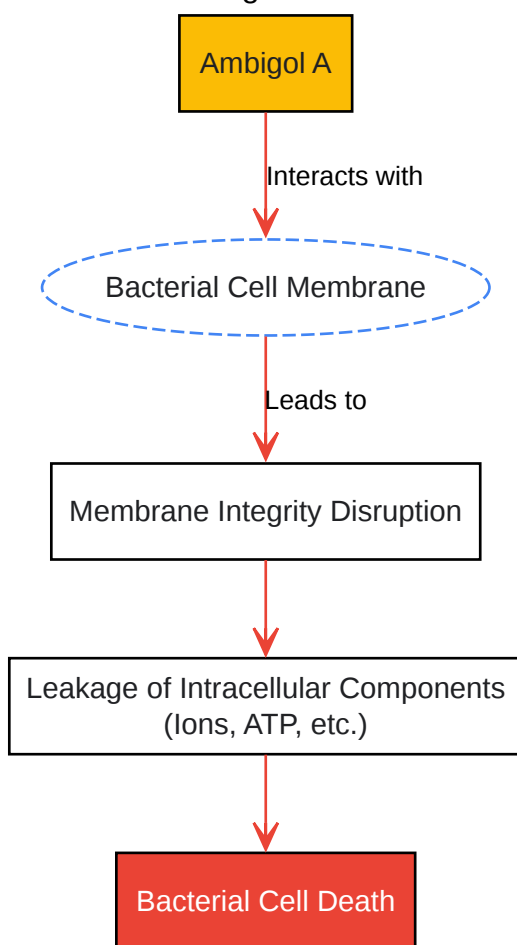 Ambigol A
Interacts with
Bacterial Cell Membrane
Leads to
Membrane Integrity Disruption
Leakage of Intracellular Components
(Ions, ATP, etc.)
Bacterial Cell Death